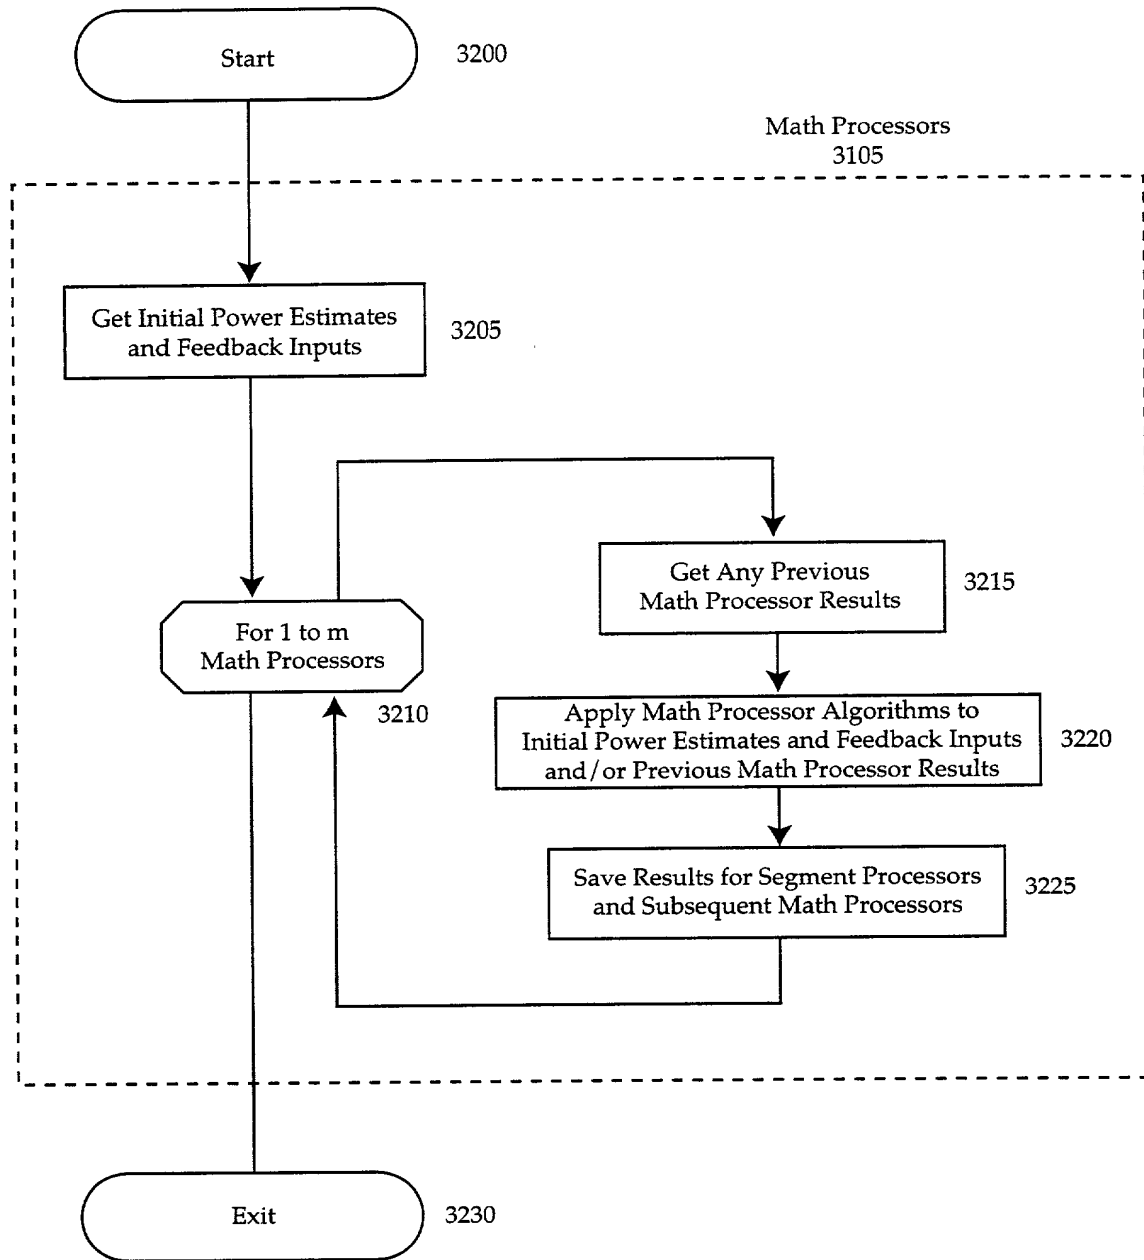 Start
3200
Math Processors
3105
Get Initial Power Estimates
and Feedback Inputs
3205
Get Any Previous
Math Processor Results
3215
For 1 to m
Math Processors
3210
Apply Math Processor Algorithms to
Initial Power Estimates and Feedback Inputs
and/or Previous Math Processor Results
3220
Save Results for Segment Processors
and Subsequent Math Processors
3225
Exit
3230